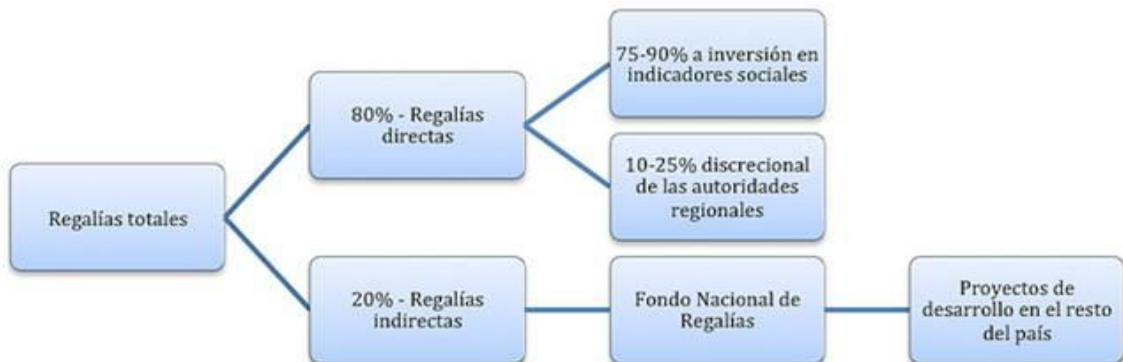 Regalías totales
80% - Regalías
directas
75-90% a inversión en
indicadores sociales
10-25% discrecional
de las autoridades
regionales
20% - Regalías
indirectas
Fondo Nacional de
Regalías
Proyectos de
desarrollo en el resto
del país